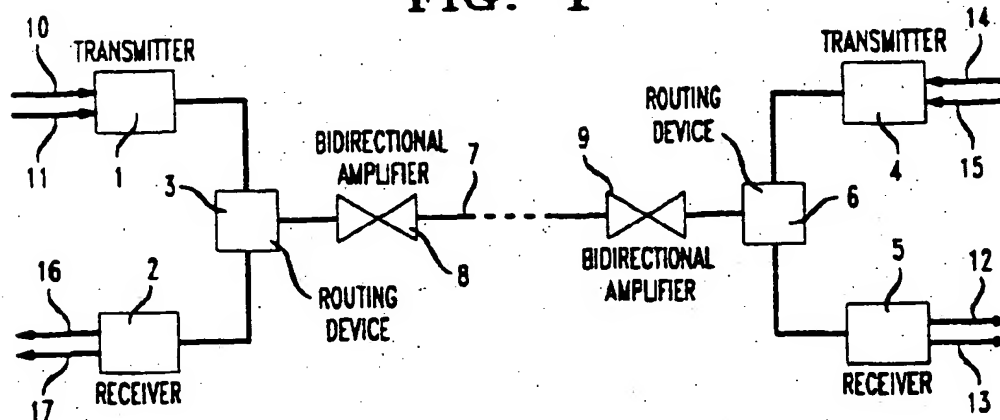 FIG. 1
10
TRANSMITTER
11
1
BIDIRECTIONAL
AMPLIFIER
7
3
8
ROUTING
DEVICE
16
2
17
RECEIVER
TRANSMITTER
14
ROUTING
DEVICE
4
15
9
6
BIDIRECTIONAL
AMPLIFIER
5
12
RECEIVER
13